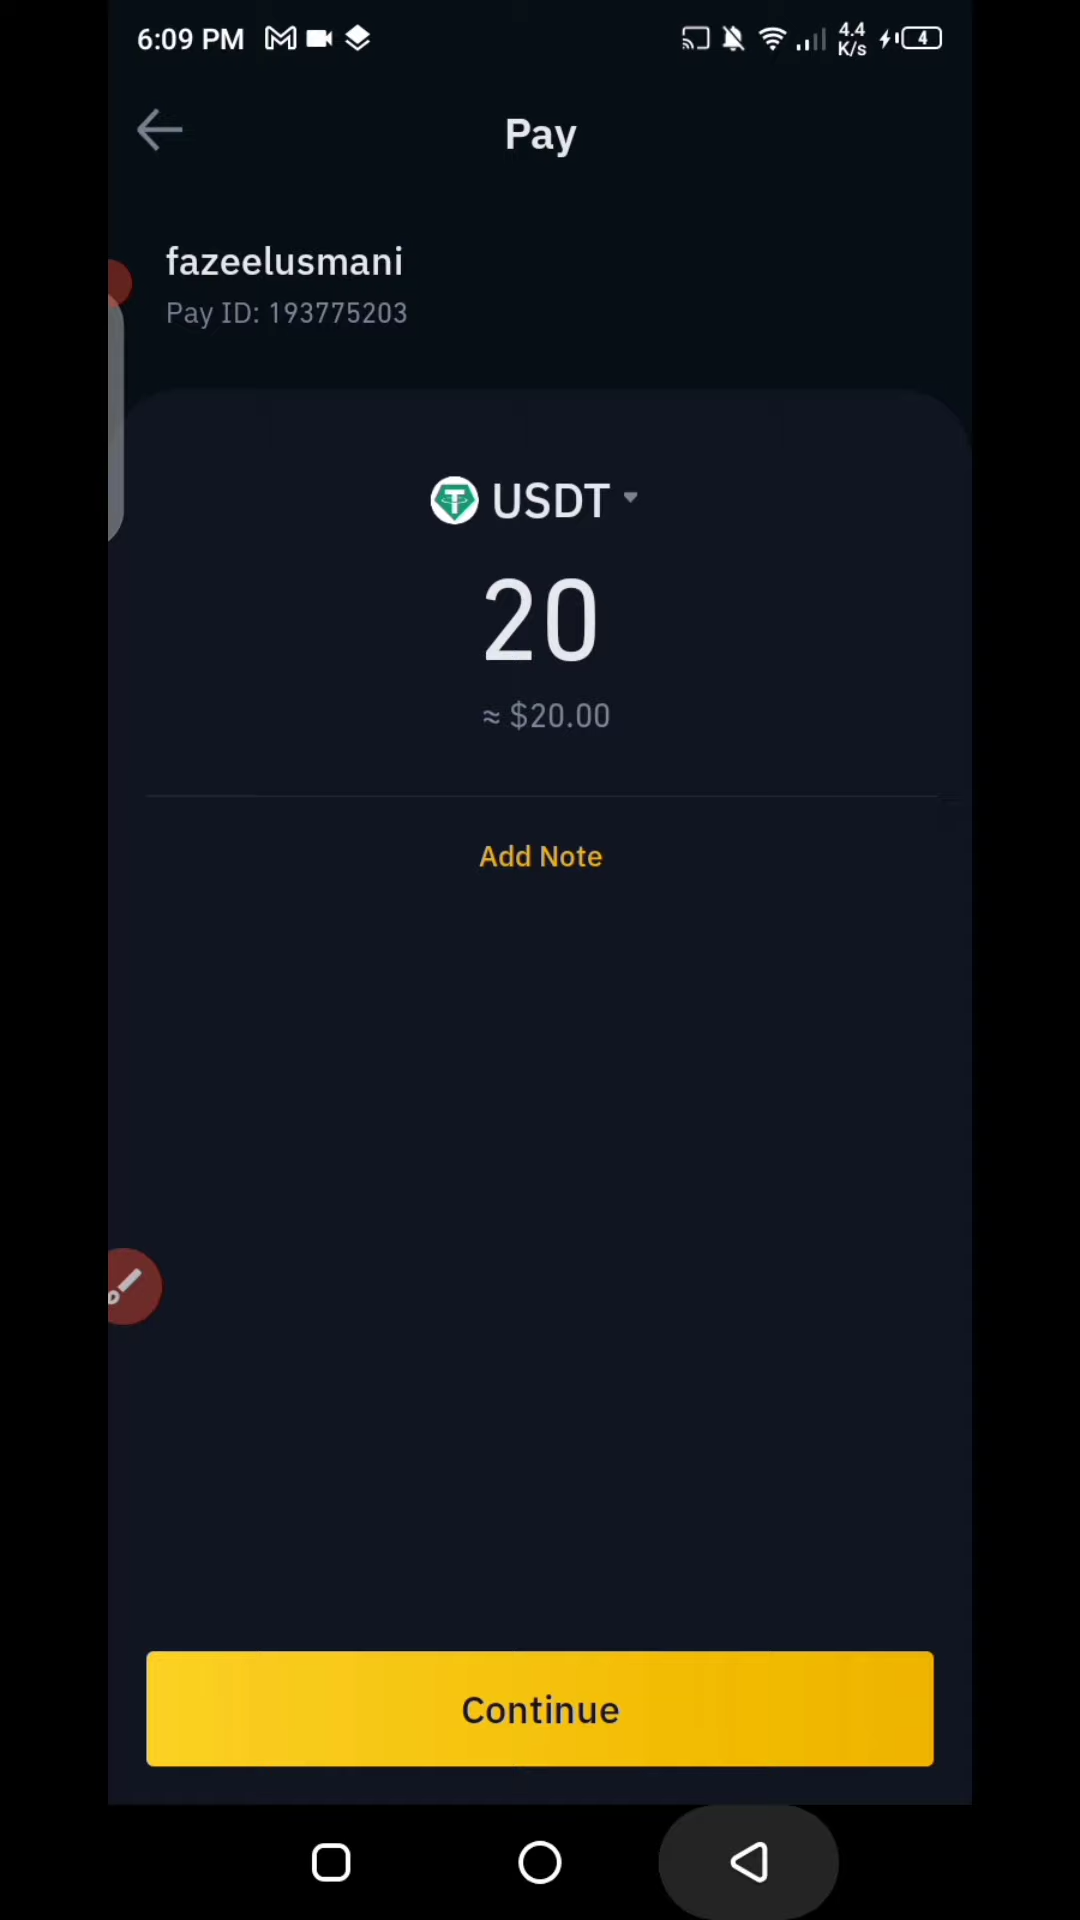 6:09 PM
4.4
K/s
4
Pay
fazeelusmani
Pay ID: 193775203
USDT
20
≈ $20.00
Add Note
Continue